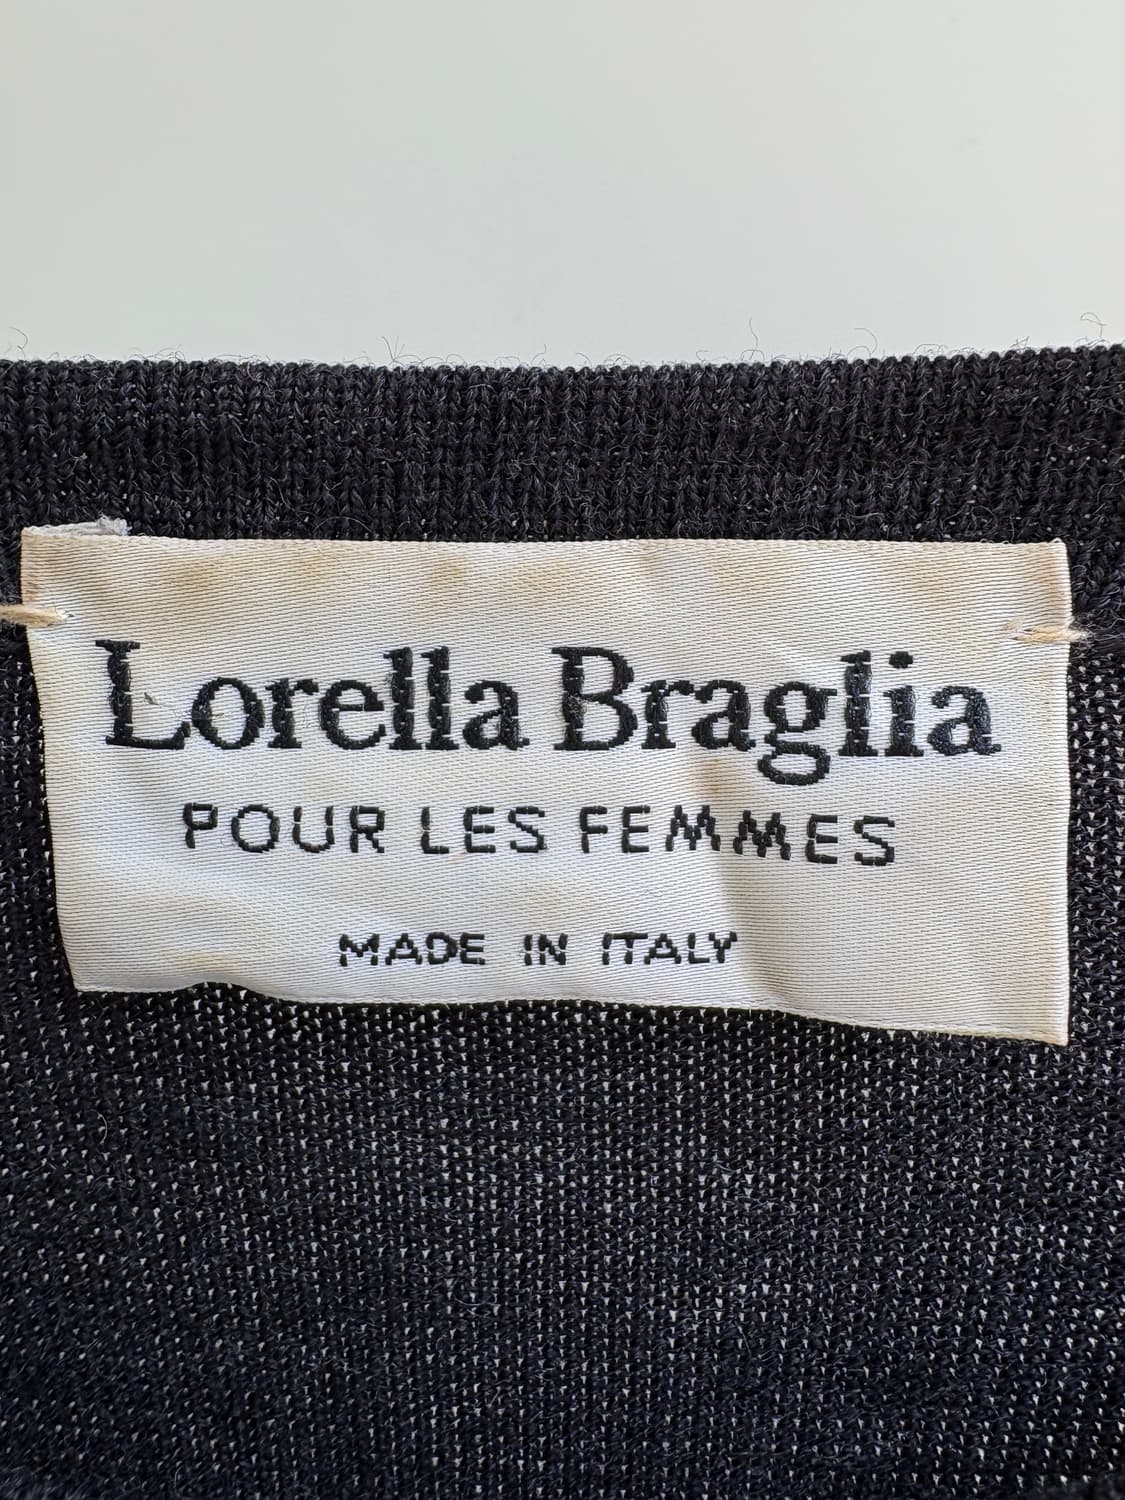 Lorella Braglia
POUR LES FEMMES
MADE IN ITALY